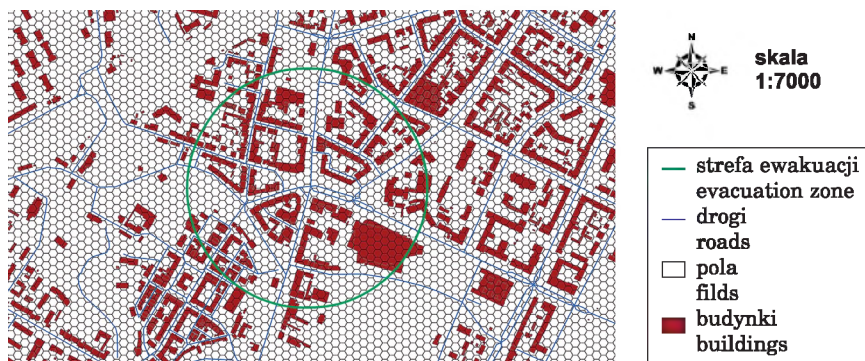 N
W E
S
skala
1:7000
strefa ewakuacji
evacuation zone
drogi
roads
pola
filds
budynki
buildings